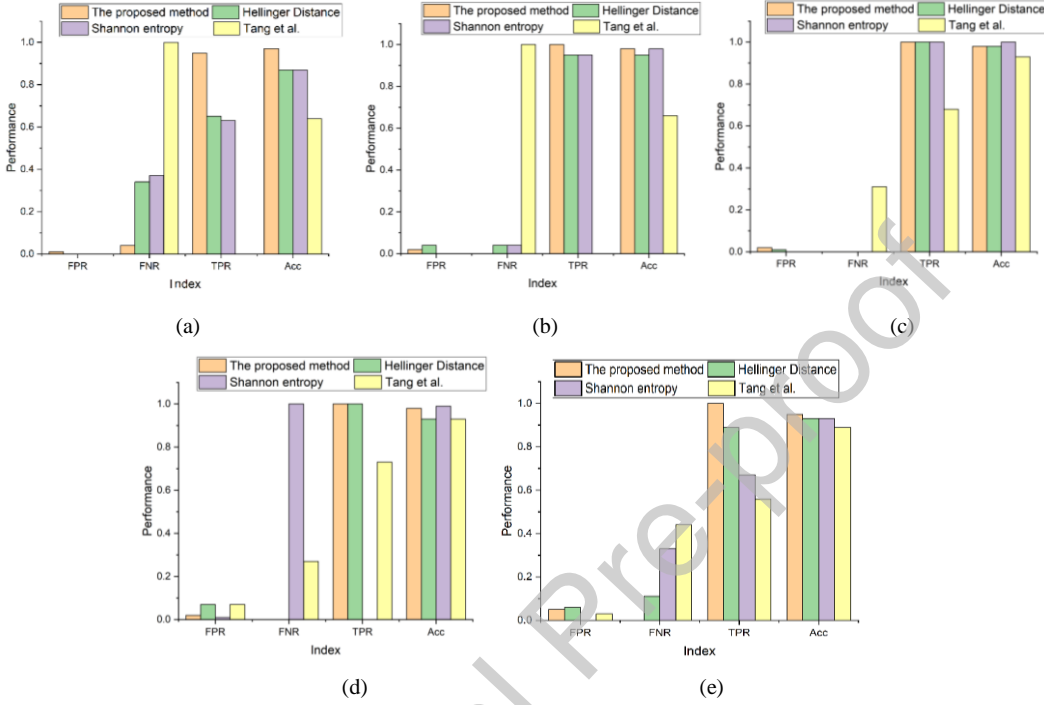 The proposed method Hellinger Distance
Shannon entropy Tang et al.
1.0
0.8
0.6
0.4
0.2
0.0
Performance
FPR FNR TPR Acc
Index
(a)
The proposed method Hellinger Distance
Shannon entropy Tang et al.
1.0
0.8
0.6
0.4
0.2
0.0
Performance
FPR FNR TPR Acc
Index
(b)
The proposed method Hellinger Distance
Shannon entropy Tang et al.
1.0
0.8
0.6
0.4
0.2
0.0
Performance
FPR FNR TPR Acc
Index
(c)
The proposed method Hellinger Distance
Shannon entropy Tang et al.
1.0
0.8
0.6
0.4
0.2
0.0
Performance
FPR FNR TPR Acc
Index
(d)
The proposed method Hellinger Distance
Shannon entropy Tang et al.
1.0
0.8
0.6
0.4
0.2
0.0
Performance
FPR FNR TPR Acc
Index
(e)
l Pre-proof